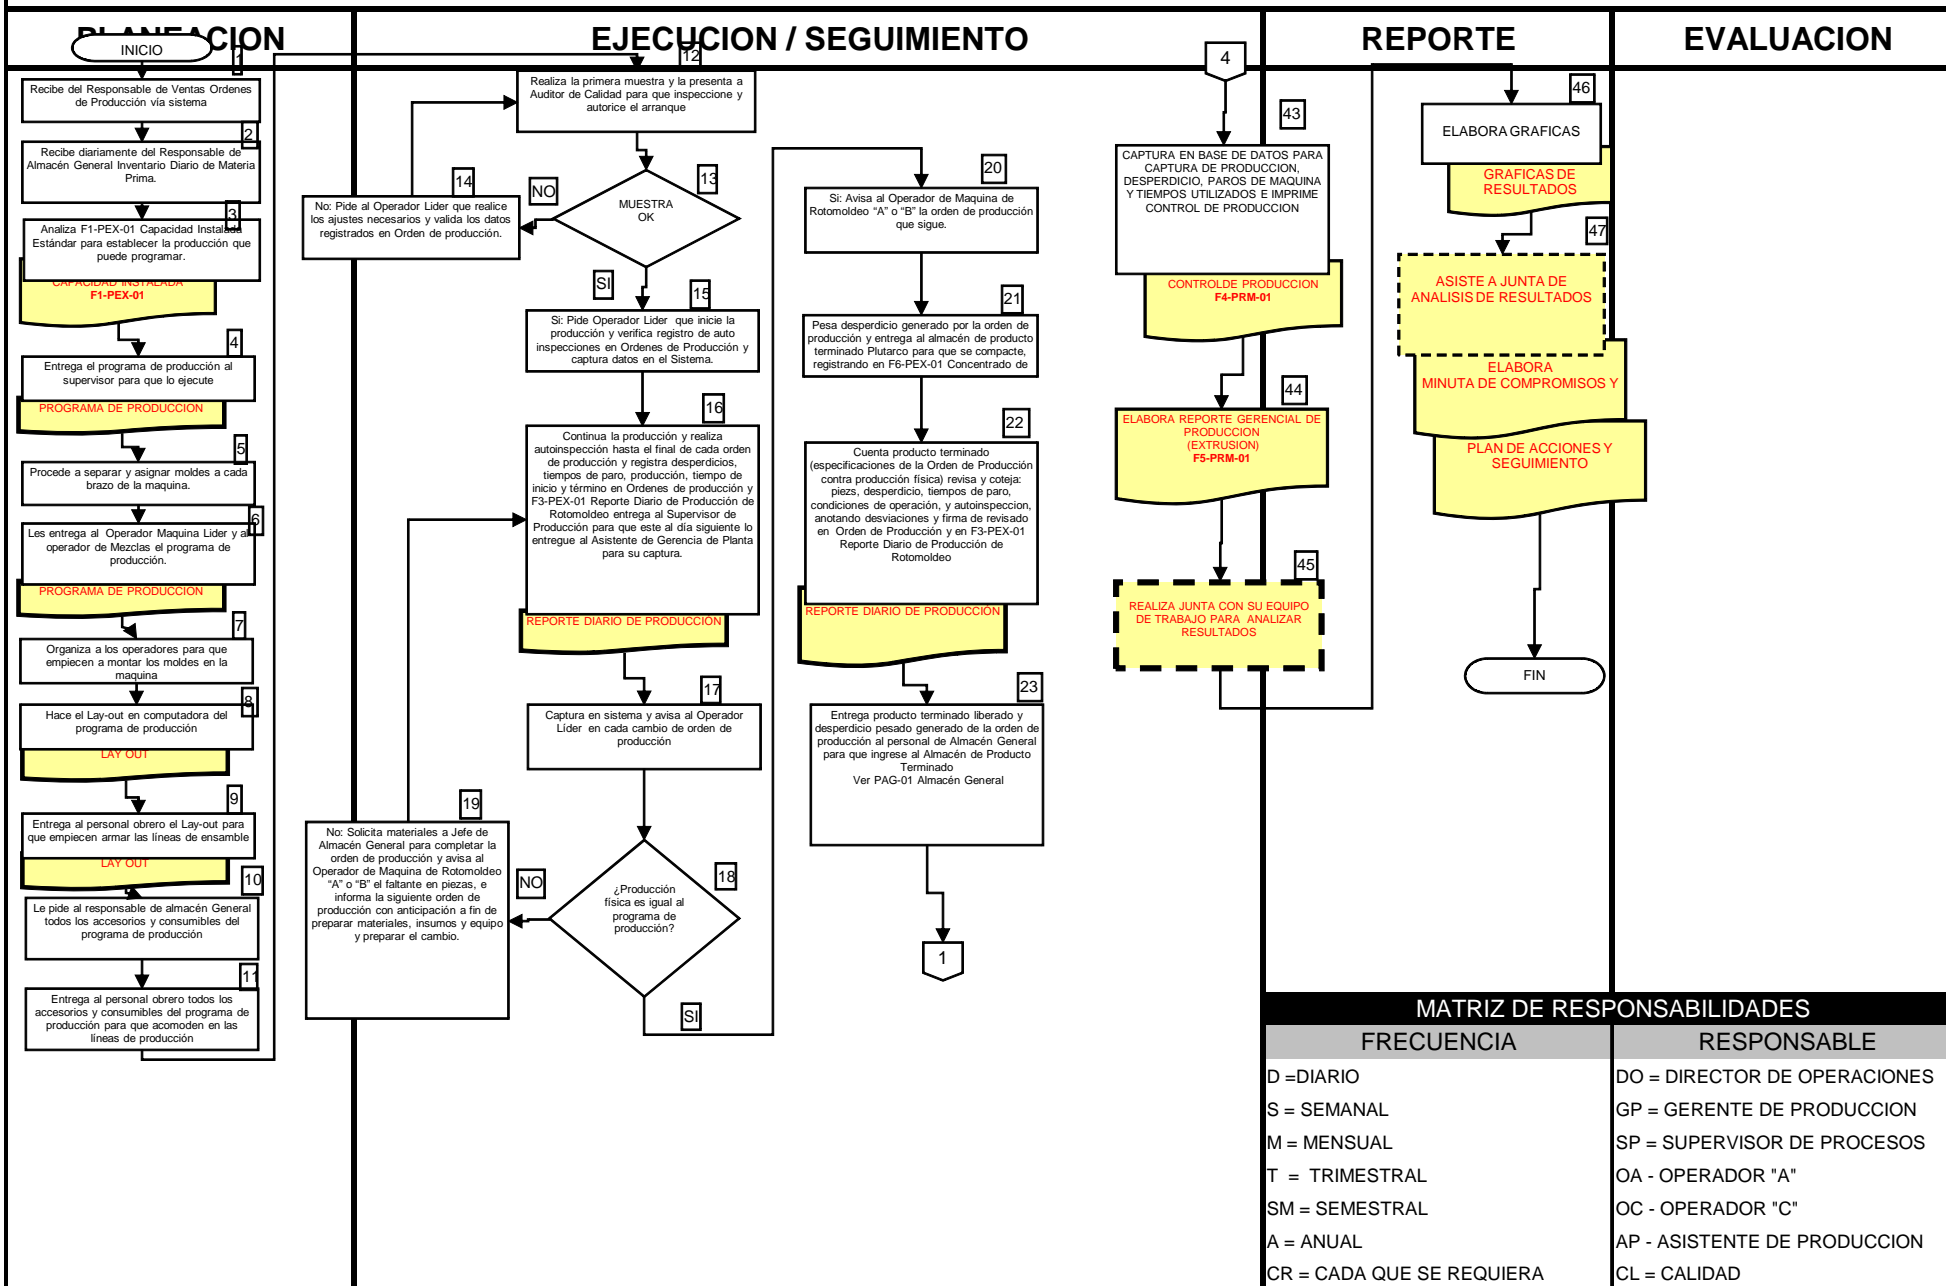 PLANEACION
EJECUCION / SEGUIMIENTO
REPORTE
EVALUACION
INICIO
1
Recibe del Responsable de Ventas Ordenes
de Producción vía sistema
2
Recibe diariamente del Responsable de
Almacén General Inventario Diario de Materia
Prima.
3
Analiza F1-PEX-01 Capacidad Instalada
Estándar para establecer la producción que
puede programar.
CAPACIDAD INSTALADA
F1-PEX-01
4
Entrega el programa de producción al
supervisor para que lo ejecute
PROGRAMA DE PRODUCCION
5
Procede a separar y asignar moldes a cada
brazo de la maquina.
6
Les entrega al Operador Maquina Lider y al
operador de Mezclas el programa de
producción.
PROGRAMA DE PRODUCCION
7
Organiza a los operadores para que
empiecen a montar los moldes en la
maquina
8
Hace el Lay-out en computadora del
programa de producción
LAY OUT
9
Entrega al personal obrero el Lay-out para
que empiecen armar las líneas de ensamble
LAY OUT
10
Le pide al responsable de almacén General
todos los accesorios y consumibles del
programa de producción
11
Entrega al personal obrero todos los
accesorios y consumibles del programa de
producción para que acomoden en las
líneas de producción
12
Realiza la primera muestra y la presenta a
Auditor de Calidad para que inspeccione y
autorice el arranque
13
MUESTRA
OK
NO
14
No: Pide al Operador Lider que realice
los ajustes necesarios y valida los datos
registrados en Orden de producción.
SI
15
Si: Pide Operador Lider que inicie la
producción y verifica registro de auto
inspecciones en Ordenes de Producción y
captura datos en el Sistema.
16
Continua la producción y realiza
autoinspección hasta el final de cada orden
de producción y registra desperdicios,
tiempos de paro, producción, tiempo de
inicio y término en Ordenes de producción y
F3-PEX-01 Reporte Diario de Producción de
Rotomoldeo entrega al Supervisor de
Producción para que este al día siguiente lo
entregue al Asistente de Gerencia de Planta
para su captura.
REPORTE DIARIO DE PRODUCCIÓN
17
Captura en sistema y avisa al Operador
Líder en cada cambio de orden de
producción
18
¿Producción
física es igual al
programa de
producción?
NO
19
No: Solicita materiales a Jefe de
Almacén General para completar la
orden de producción y avisa al
Operador de Maquina de Rotomoldeo
“A” o “B” el faltante en piezas, e
informa la siguiente orden de
producción con anticipación a fin de
preparar materiales, insumos y equipo
y preparar el cambio.
SI
20
Si: Avisa al Operador de Maquina de
Rotomoldeo “A” o “B” la orden de producción
que sigue.
21
Pesa desperdicio generado por la orden de
producción y entrega al almacén de producto
terminado Plutarco para que se compacte,
registrando en F6-PEX-01 Concentrado de
22
Cuenta producto terminado
(especificaciones de la Orden de Producción
contra producción física) revisa y coteja:
piezs, desperdicio, tiempos de paro,
condiciones de operación, y autoinspeccion,
anotando desviaciones y firma de revisado
en Orden de Producción y en F3-PEX-01
Reporte Diario de Producción de
Rotomoldeo
REPORTE DIARIO DE PRODUCCIÓN
23
Entrega producto terminado liberado y
desperdicio pesado generado de la orden de
producción al personal de Almacén General
para que ingrese al Almacén de Producto
Terminado
Ver PAG-01 Almacén General
1
4
43
CAPTURA EN BASE DE DATOS PARA
CAPTURA DE PRODUCCION,
DESPERDICIO, PAROS DE MAQUINA
Y TIEMPOS UTILIZADOS E IMPRIME
CONTROL DE PRODUCCION
CONTROLDE PRODUCCION
F4-PRM-01
44
ELABORA REPORTE GERENCIAL DE
PRODUCCION
(EXTRUSION)
F5-PRM-01
45
REALIZA JUNTA CON SU EQUIPO
DE TRABAJO PARA ANALIZAR
RESULTADOS
46
ELABORA GRAFICAS
GRAFICAS DE
RESULTADOS
47
ASISTE A JUNTA DE
ANALISIS DE RESULTADOS
ELABORA
MINUTA DE COMPROMISOS Y
PLAN DE ACCIONES Y
SEGUIMIENTO
FIN
MATRIZ DE RESPONSABILIDADES
FRECUENCIA
RESPONSABLE
D =DIARIO
DO = DIRECTOR DE OPERACIONES
S = SEMANAL
GP = GERENTE DE PRODUCCION
M = MENSUAL
SP = SUPERVISOR DE PROCESOS
T = TRIMESTRAL
OA - OPERADOR "A"
SM = SEMESTRAL
OC - OPERADOR "C"
A = ANUAL
AP - ASISTENTE DE PRODUCCION
CR = CADA QUE SE REQUIERA
CL = CALIDAD